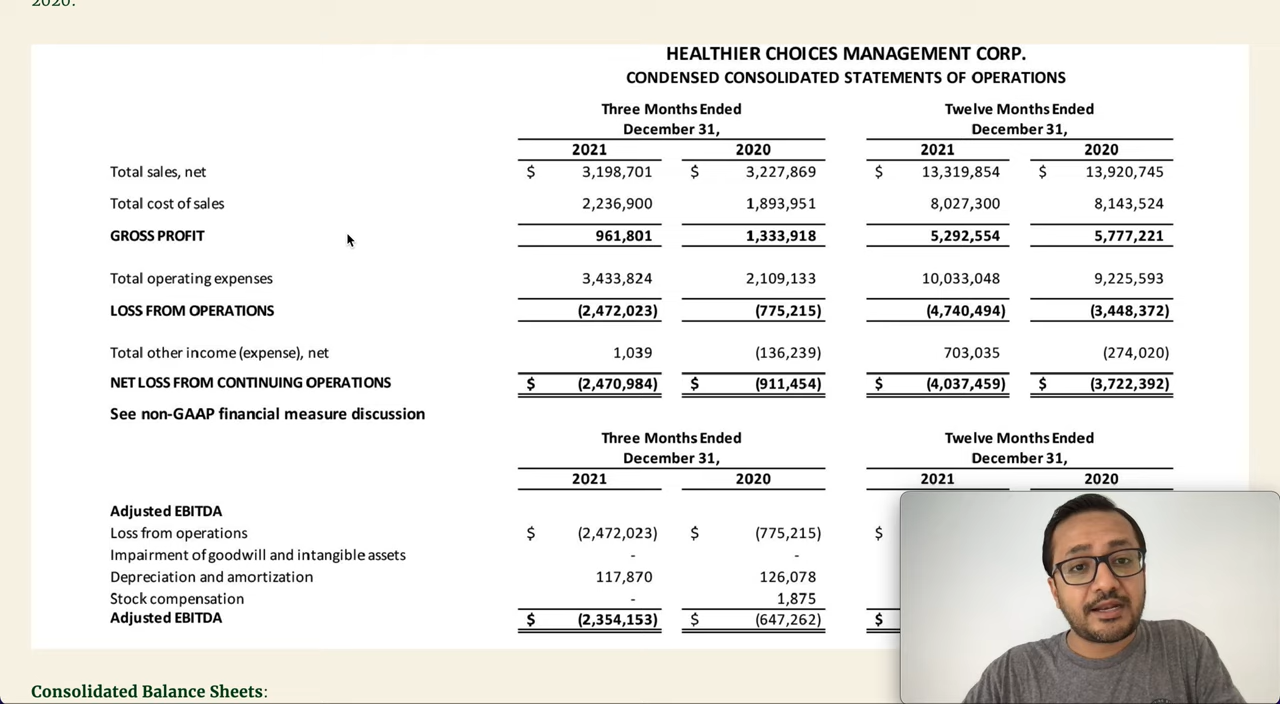 2020.
HEALTHIER CHOICES MANAGEMENT CORP.
CONDENSED CONSOLIDATED STATEMENTS OF OPERATIONS
Three Months Ended Twelve Months Ended
December 31, December 31,
2021 2020 2021 2020
Total sales, net $ 3,198,701 $ 3,227,869 $ 13,319,854 $ 13,920,745
Total cost of sales 2,236,900 1,893,951 8,027,300 8,143,524
GROSS PROFIT 961,801 1,333,918 5,292,554 5,777,221
Total operating expenses 3,433,824 2,109,133 10,033,048 9,225,593
LOSS FROM OPERATIONS (2,472,023) (775,215) (4,740,494) (3,448,372)
Total other income (expense), net 1,039 (136,239) 703,035 (274,020)
NET LOSS FROM CONTINUING OPERATIONS $ (2,470,984) $ (911,454) $ (4,037,459) $ (3,722,392)
See non-GAAP financial measure discussion
Three Months Ended Twelve Months Ended
December 31, December 31,
2021 2020 2021 2020
Adjusted EBITDA
Loss from operations $ (2,472,023) $ (775,215) $
Impairment of goodwill and intangible assets - -
Depreciation and amortization 117,870 126,078
Stock compensation - 1,875
Adjusted EBITDA $ (2,354,153) $ (647,262) $
Consolidated Balance Sheets: